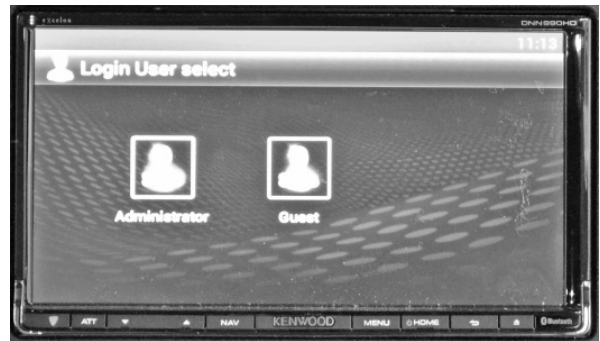 eXcelon
DNN990HD
11:13
Login User select
Administrator
Guest
ATT
NAV
KENWOOD
MENU
HOME
Bluetooth